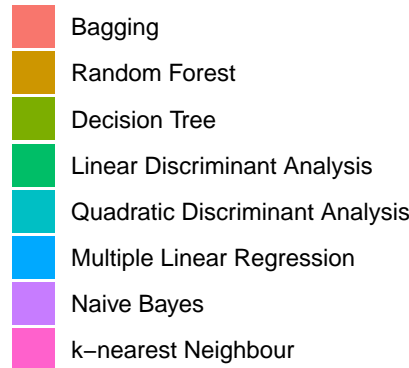 Bagging
Random Forest
Decision Tree
Linear Discriminant Analysis
Quadratic Discriminant Analysis
Multiple Linear Regression
Naive Bayes
k−nearest Neighbour